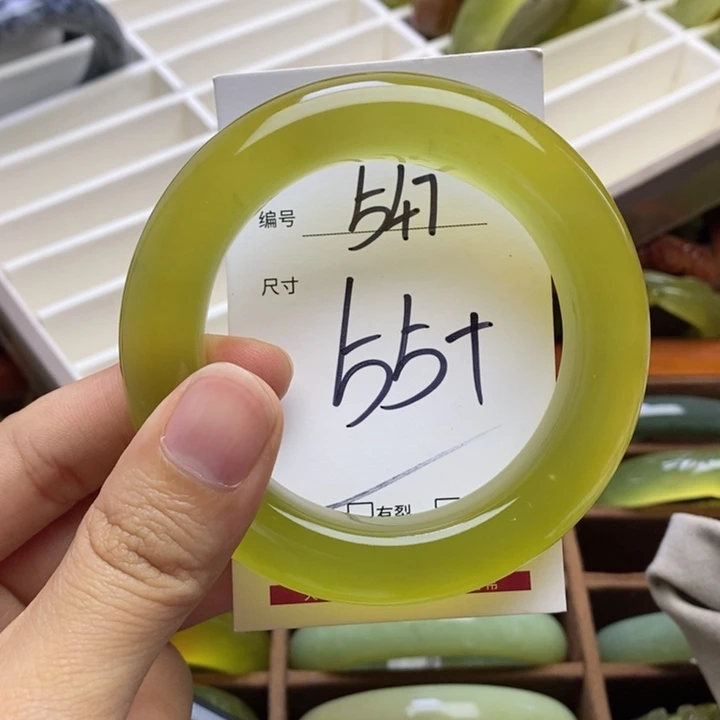 编号 547
尺寸 55+
□有裂 □